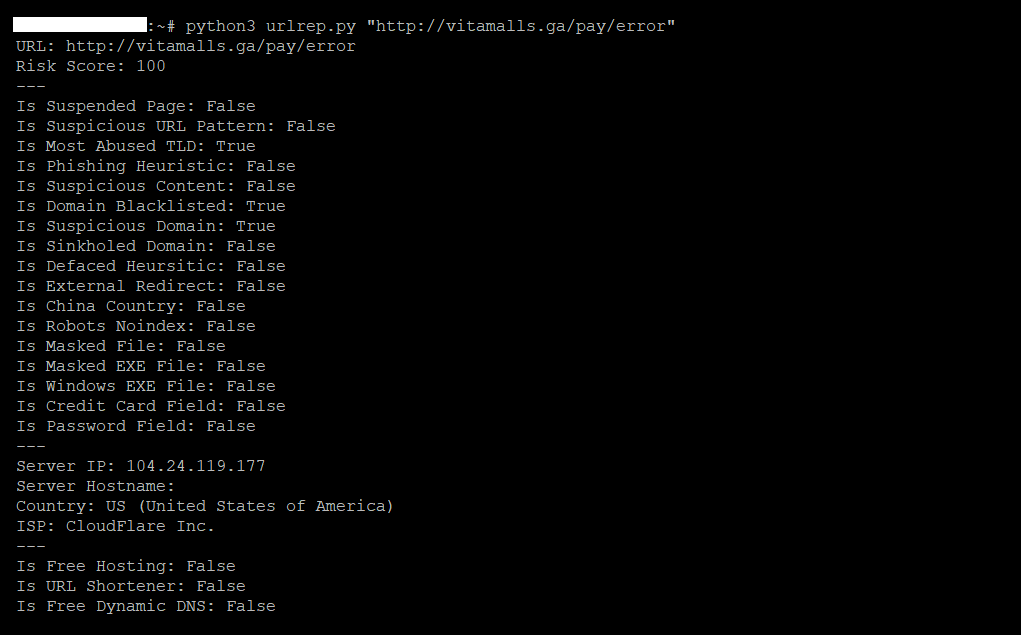 :~# python3 urlrep.py "http://vitamalls.ga/pay/error"
URL: http://vitamalls.ga/pay/error
Risk Score: 100
---
Is Suspended Page: False
Is Suspicious URL Pattern: False
Is Most Abused TLD: True
Is Phishing Heuristic: False
Is Suspicious Content: False
Is Domain Blacklisted: True
Is Suspicious Domain: True
Is Sinkholed Domain: False
Is Defaced Heursitic: False
Is External Redirect: False
Is China Country: False
Is Robots Noindex: False
Is Masked File: False
Is Masked EXE File: False
Is Windows EXE File: False
Is Credit Card Field: False
Is Password Field: False
---
Server IP: 104.24.119.177
Server Hostname:
Country: US (United States of America)
ISP: CloudFlare Inc.
---
Is Free Hosting: False
Is URL Shortener: False
Is Free Dynamic DNS: False